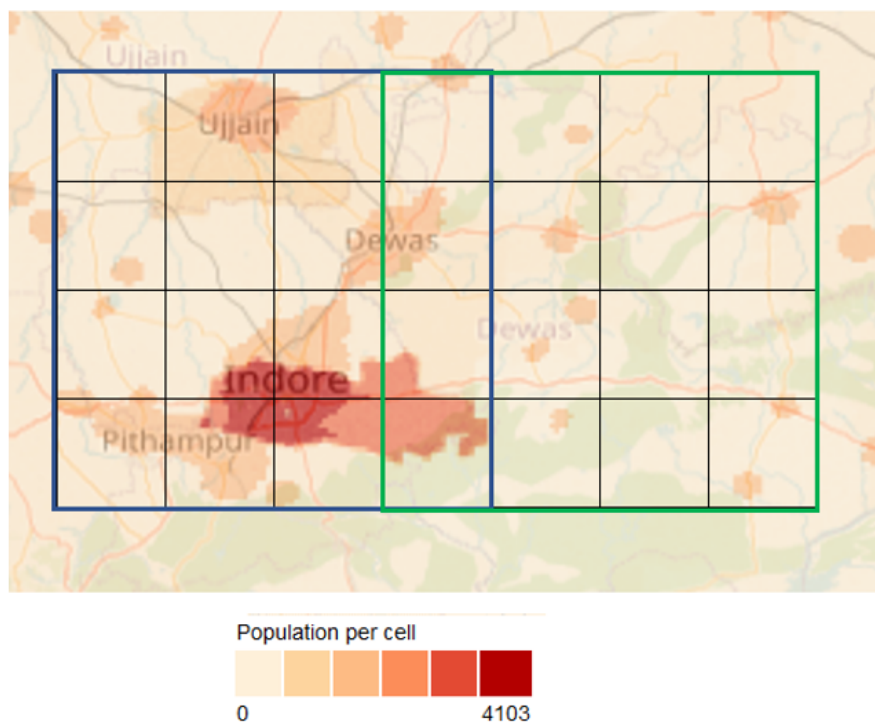 Ujjain
Ujjain
Dewas
Dewas
Indore
Pithampur
Population per cell
0 4103